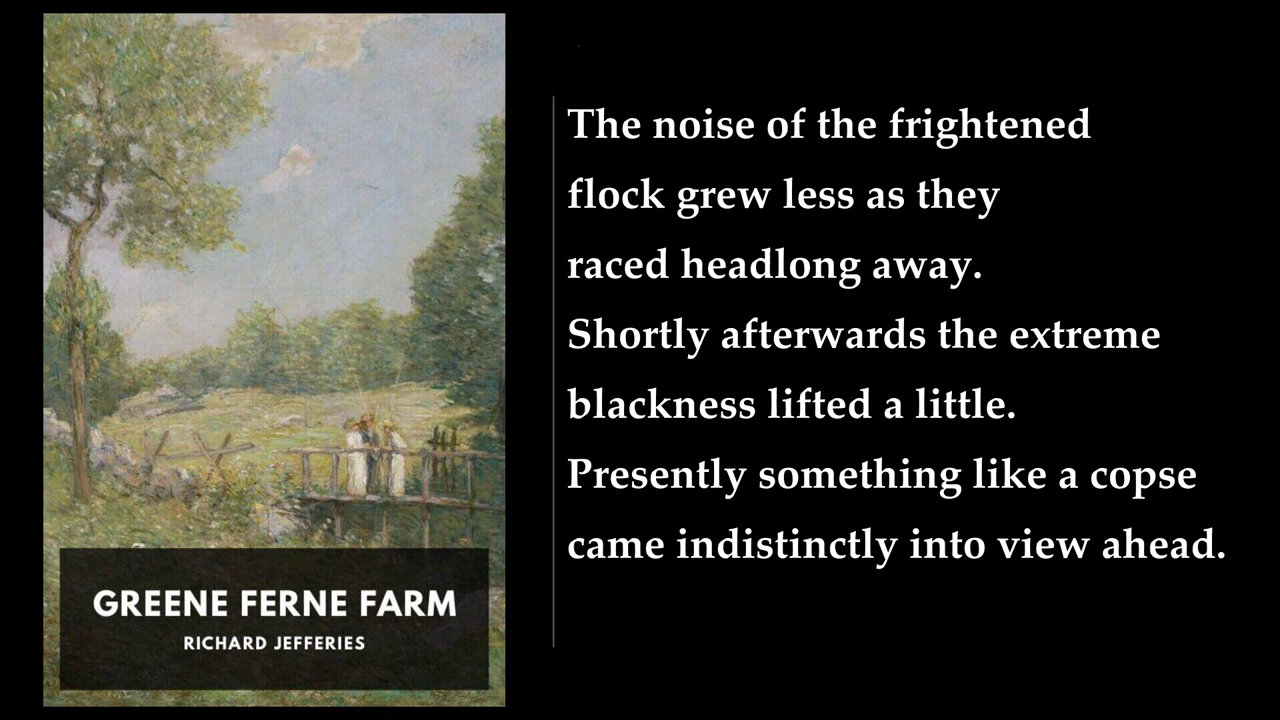 The noise of the frightened
flock grew less as they
raced headlong away.
Shortly afterwards the extreme
blackness lifted a little.
Presently something like a copse
came indistinctly into view ahead.
GREENE FERNE FARM
RICHARD JEFFERIES